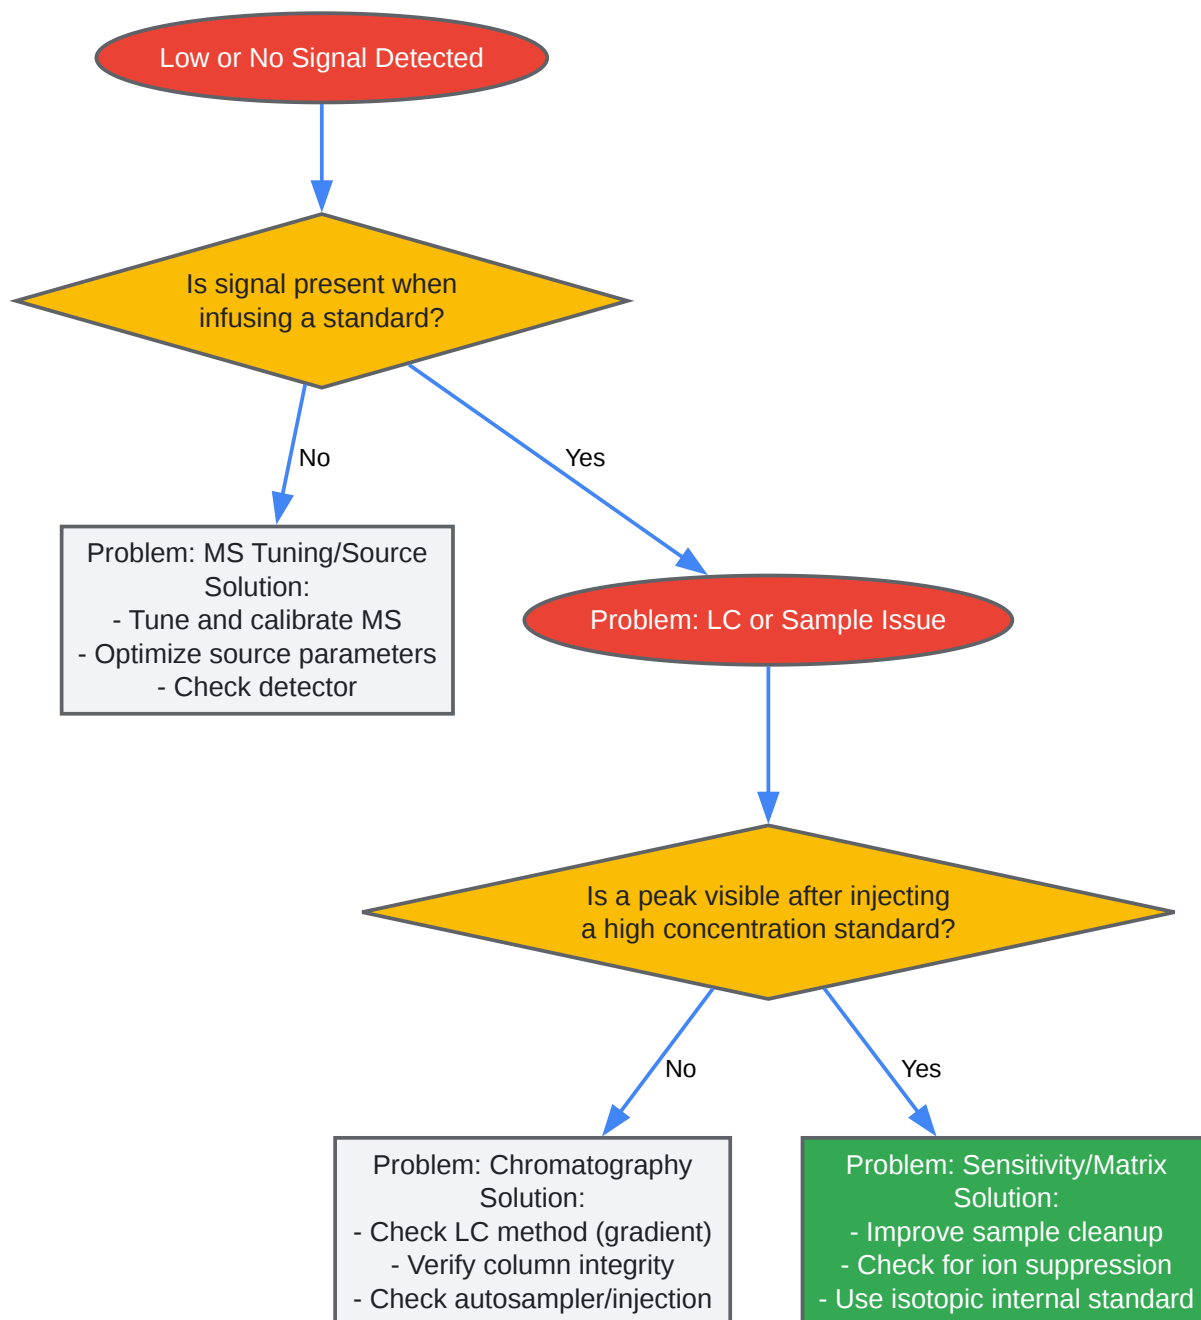 Low or No Signal Detected
Is signal present when
infusing a standard?
No
Yes
Problem: MS Tuning/Source
Solution:
- Tune and calibrate MS
- Optimize source parameters
- Check detector
Problem: LC or Sample Issue
Is a peak visible after injecting
a high concentration standard?
No
Yes
Problem: Chromatography
Solution:
- Check LC method (gradient)
- Verify column integrity
- Check autosampler/injection
Problem: Sensitivity/Matrix
Solution:
- Improve sample cleanup
- Check for ion suppression
- Use isotopic internal standard